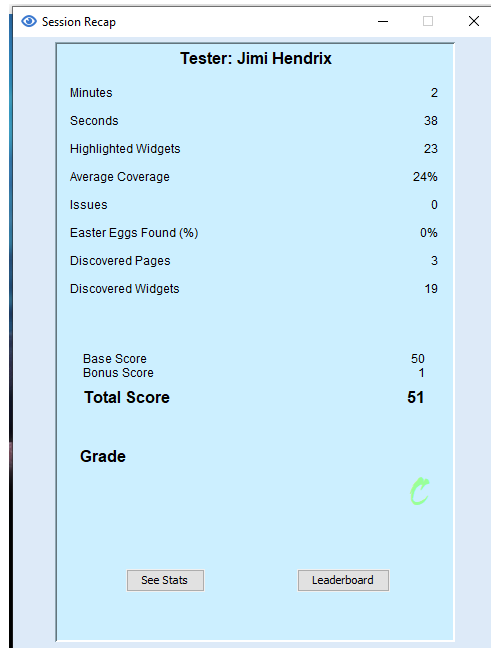 Session Recap
Tester: Jimi Hendrix
Minutes 2
Seconds 38
Highlighted Widgets 23
Average Coverage 24%
Issues 0
Easter Eggs Found (%) 0%
Discovered Pages 3
Discovered Widgets 19
Base Score 50
Bonus Score 1
Total Score 51
Grade
C
See Stats Leaderboard